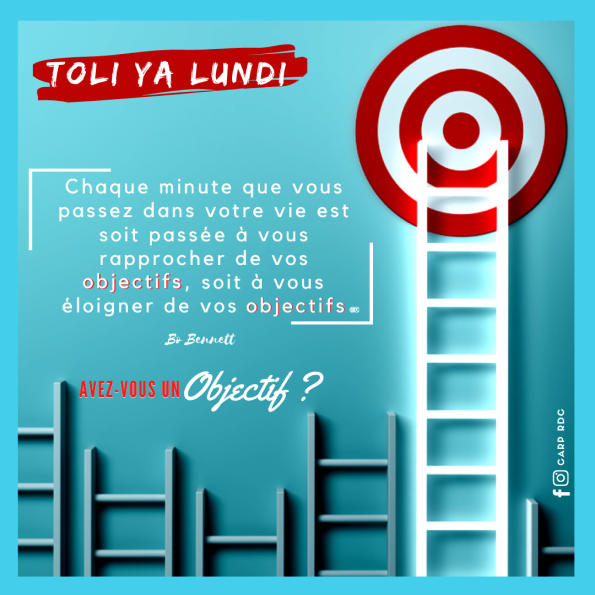 TOLI YA LUNDI
Chaque minute que vous
passez dans votre vie est
soit passée à vous
rapprocher de vos
objectifs, soit à vous
éloigner de vos objectifs.
Bo Bennett
AVEZ-VOUS UN Objectif ?
CARP RDC